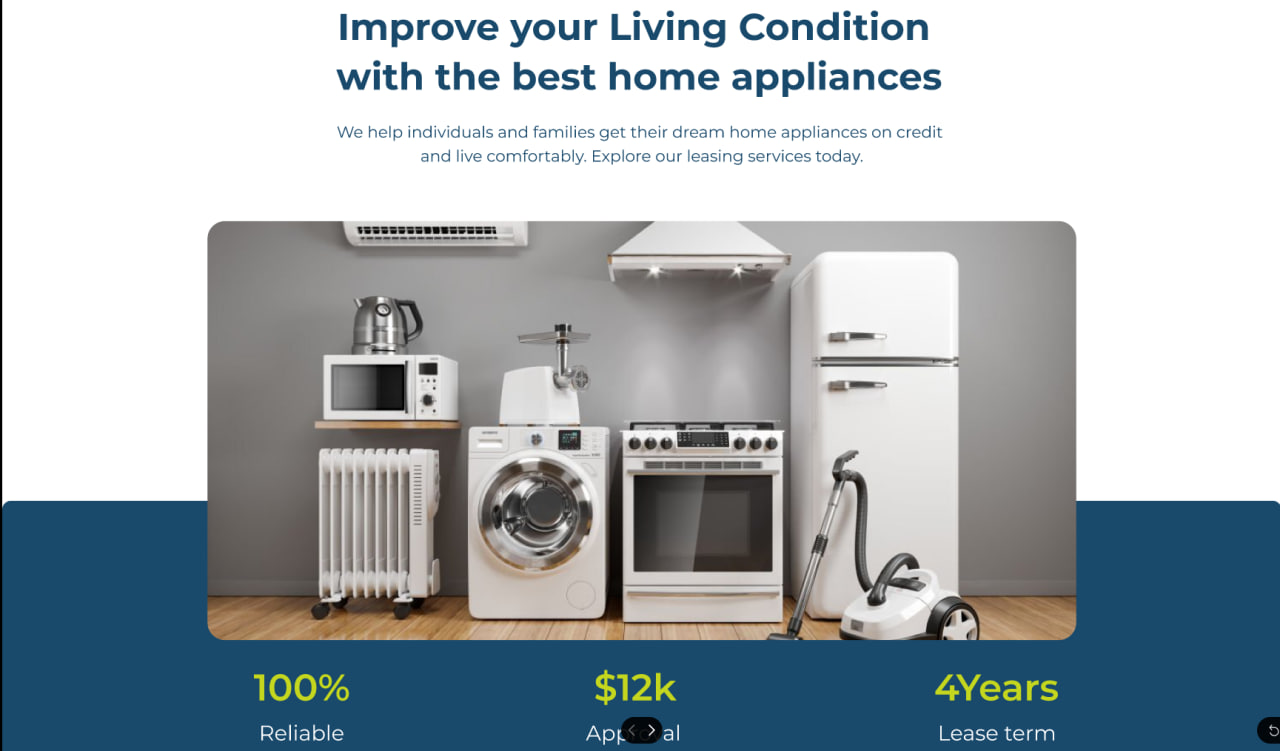 Improve your Living Condition
with the best home appliances
We help individuals and families get their dream home appliances on credit
and live comfortably. Explore our leasing services today.
100%
$12k
4Years
Reliable
Lease term